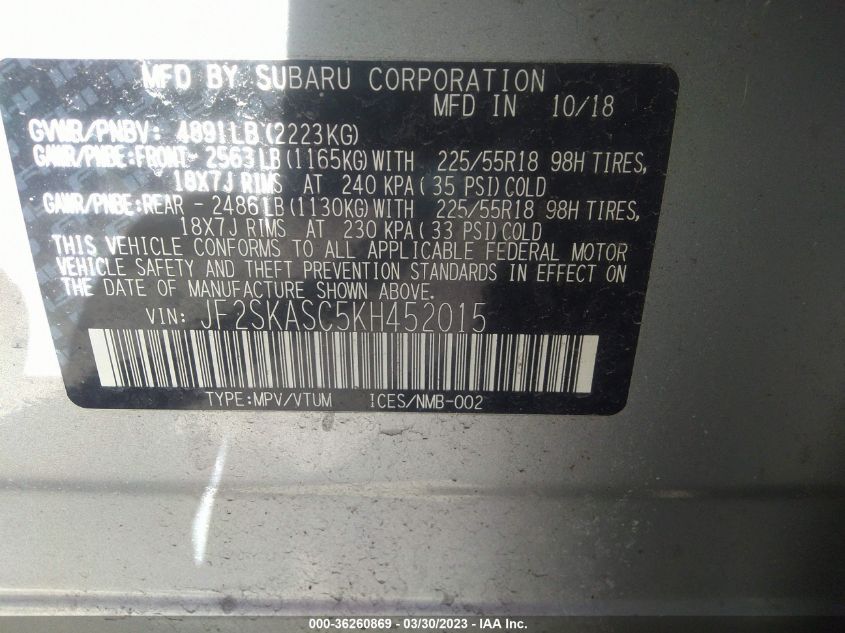 MFD BY SUBARU CORPORATION
MFD IN 10/18
GVWR/PNBV: 4891LB(2223KG)
GAWR/PNBE:FRONT- 2563LB(1165KG)WITH 225/55R18 98H TIRES,
18X7J RIMS AT 240 KPA( 35 PSI)COLD
GAWR/PNBE:REAR - 2486LB(1130KG)WITH 225/55R18 98H TIRES,
18X7J RIMS AT 230 KPA( 33 PSI)COLD
THIS VEHICLE CONFORMS TO ALL APPLICABLE FEDERAL MOTOR
VEHICLE SAFETY AND THEFT PREVENTION STANDARDS IN EFFECT ON
THE DATE OF MANUFACTURE SHOWN ABOVE.
VIN: JF2SKASC5KH452015
TYPE:MPV/VTUM ICES/NMB-002
000-36260869 — 03/30/2023 — IAA Inc.